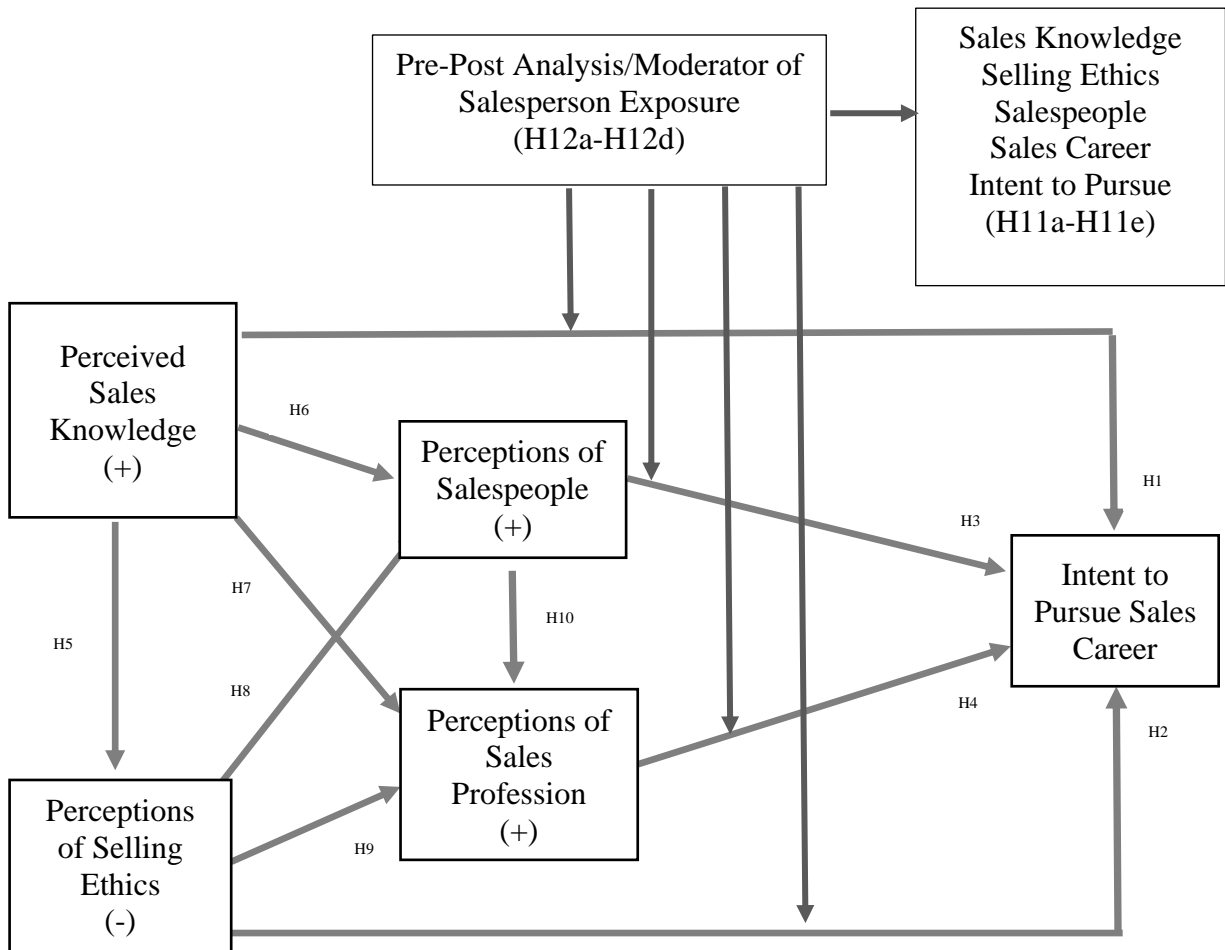 Pre-Post Analysis/Moderator of
Salesperson Exposure
(H12a-H12d)
Sales Knowledge
Selling Ethics
Salespeople
Sales Career
Intent to Pursue
(H11a-H11e)
Perceived
Sales
Knowledge
(+)
H6
Perceptions of
Salespeople
(+)
H1
H3
Intent to
Pursue Sales
Career
H7
H10
H5
H8
H4
H2
Perceptions of
Sales
Profession
(+)
H9
Perceptions
of Selling
Ethics
(-)